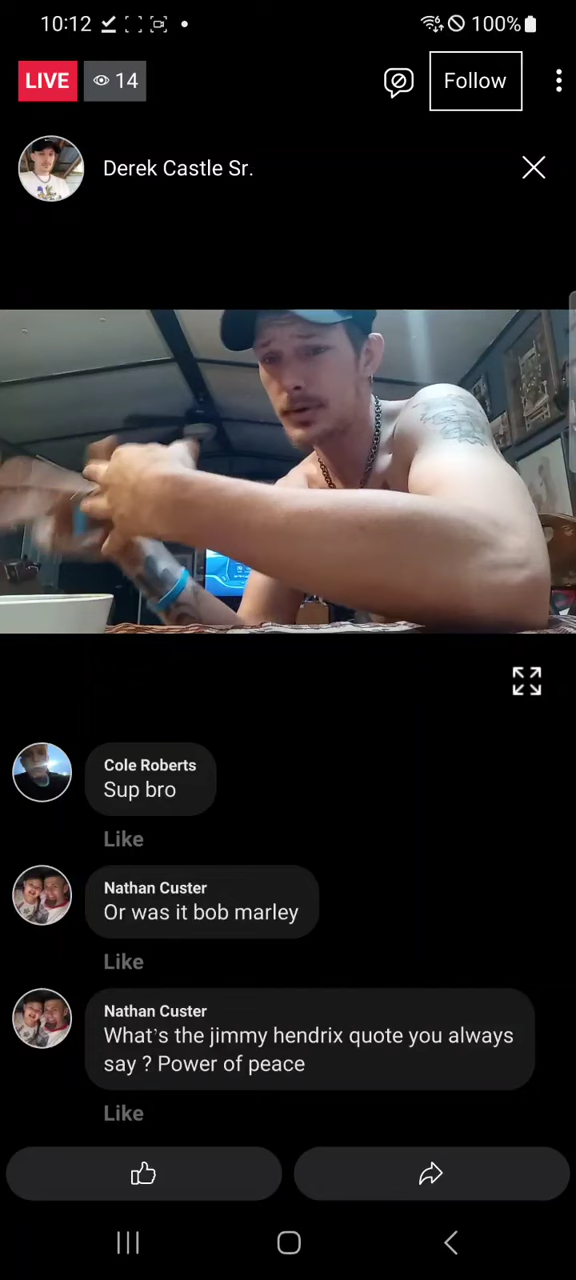 10:12
100%
LIVE
14
Follow
Derek Castle Sr.
Cole Roberts
Sup bro
Like
Nathan Custer
Or was it bob marley
Like
Nathan Custer
What's the jimmy hendrix quote you always
say ? Power of peace
Like